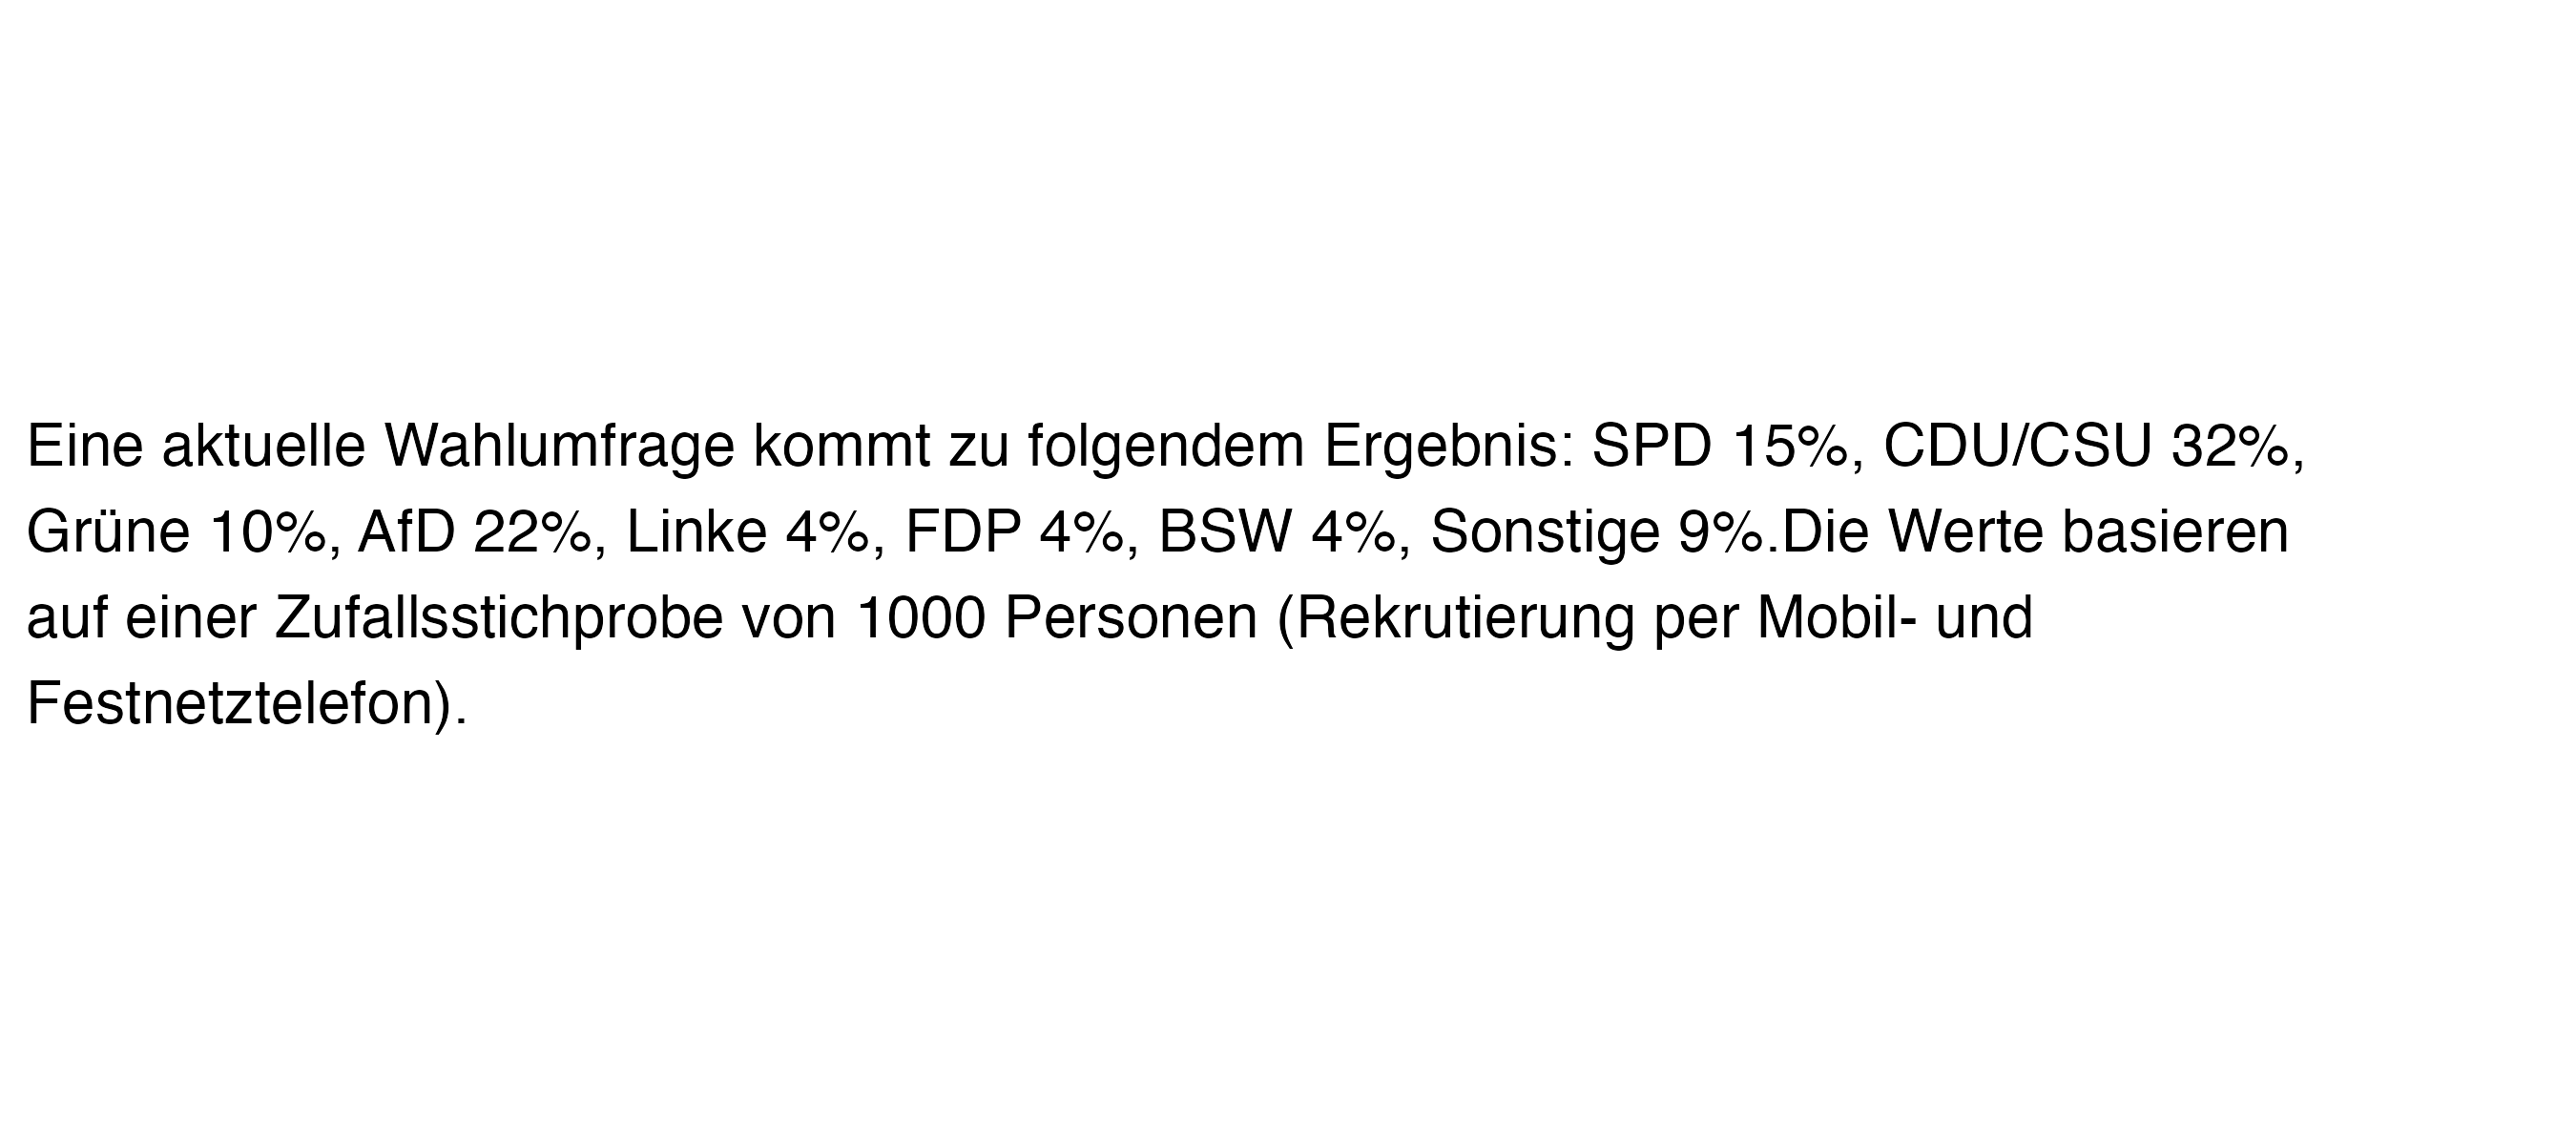 Eine aktuelle Wahlumfrage kommt zu folgendem Ergebnis: SPD 15%, CDU/CSU 32%,
Grüne 10%, AfD 22%, Linke 4%, FDP 4%, BSW 4%, Sonstige 9%.Die Werte basieren
auf einer Zufallsstichprobe von 1000 Personen (Rekrutierung per Mobil- und
Festnetztelefon).